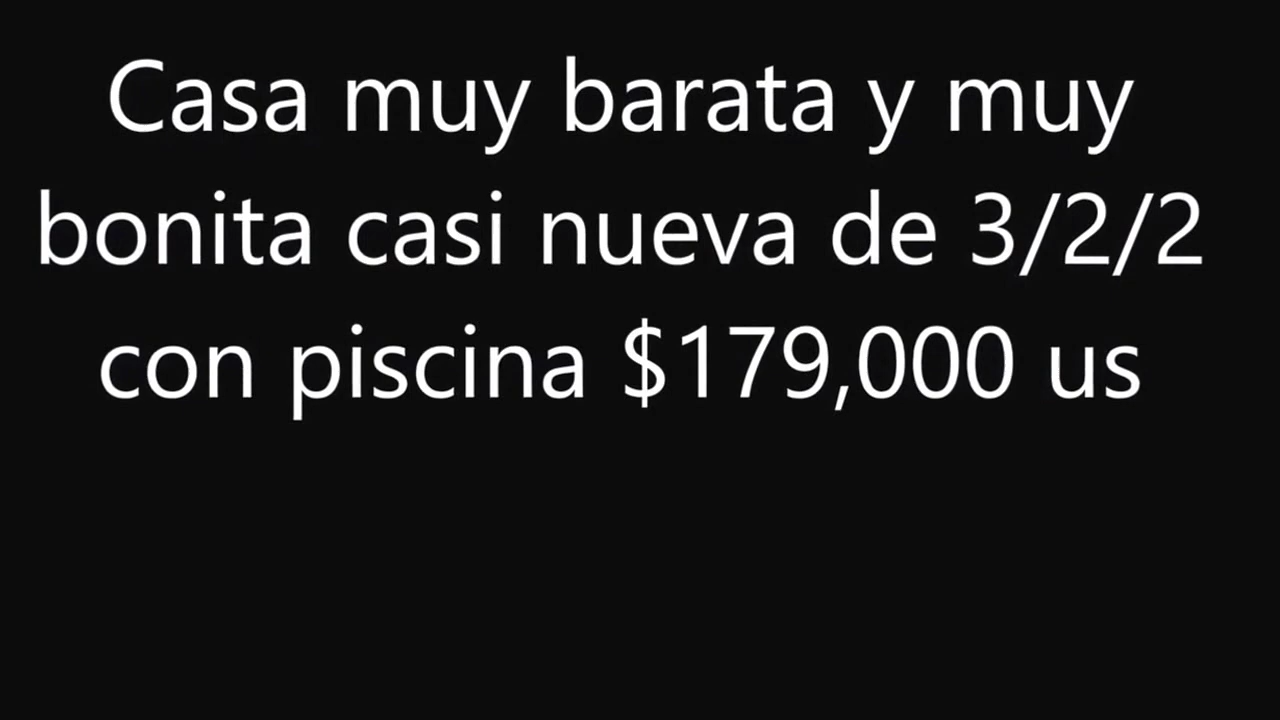 Casa muy barata y muy
bonita casi nueva de 3/2/2
con piscina $179,000 us